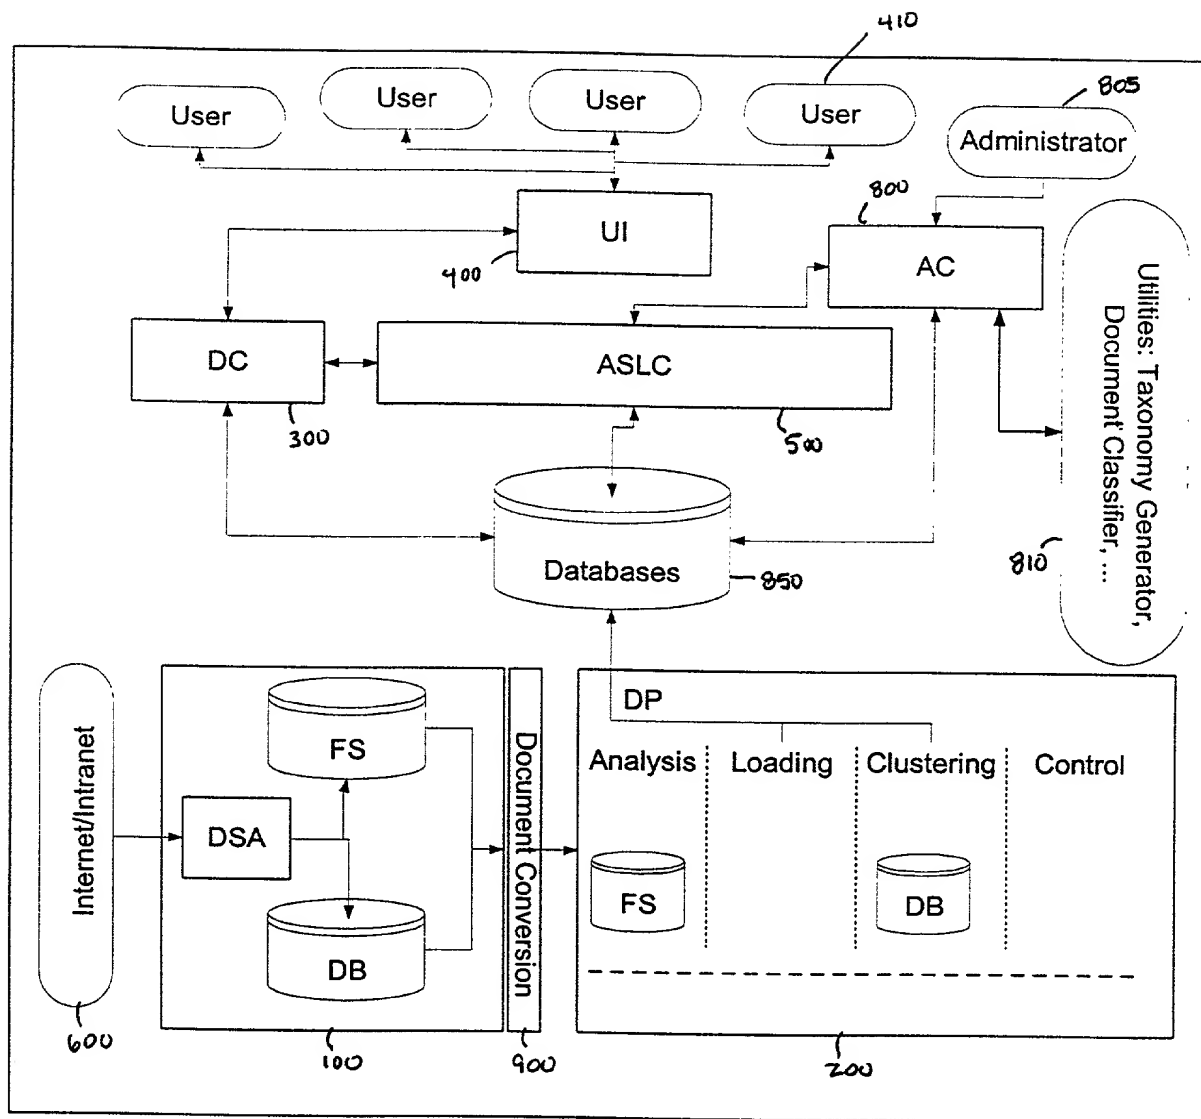 410
User
User
User
User
805
Administrator
800
UI
400
AC
Utilities: Taxonomy Generator,
Document Classifier, ...
810
DC
300
ASLC
500
Databases
850
Internet/Intranet
600
FS
DSA
DB
100
Document Conversion
900
DP
Analysis
Loading
Clustering
Control
FS
DB
200